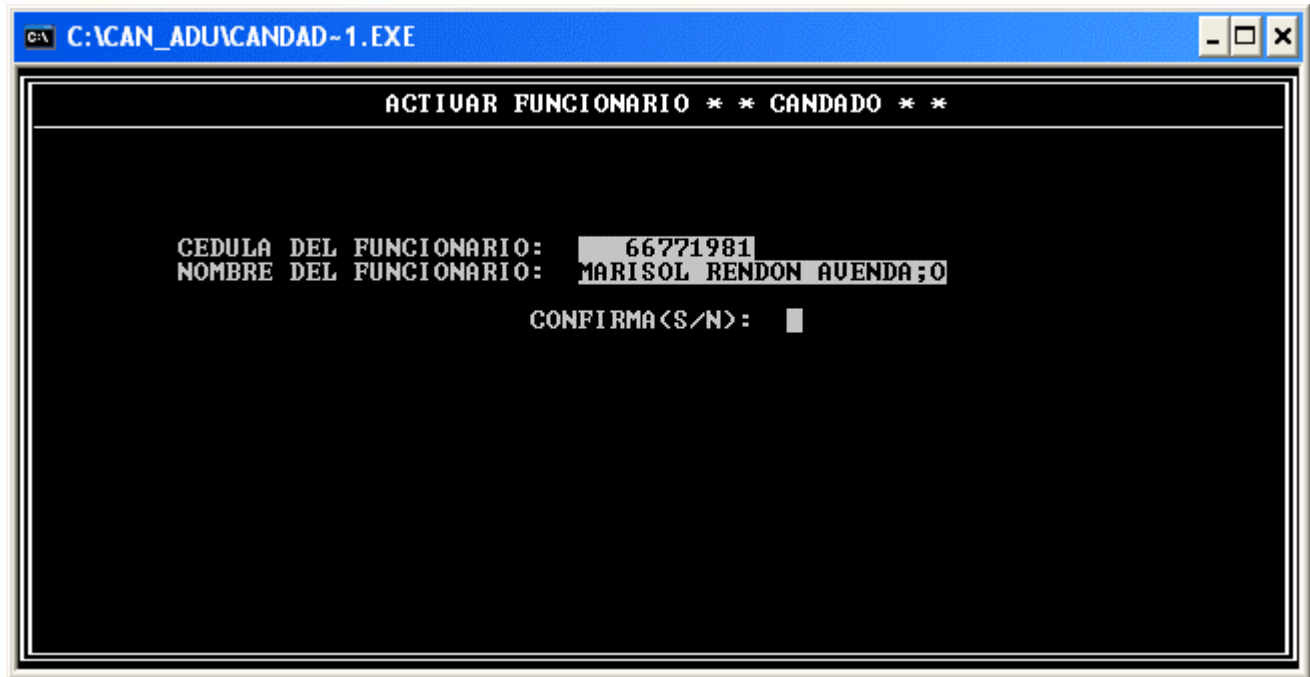 C:\CAN_ADU\CANDAD~1.EXE
ACTIVAR FUNCIONARIO * * CANDADO * *
CEDULA DEL FUNCIONARIO: 66771981
NOMBRE DEL FUNCIONARIO: MARISOL RENDON AVENDA;O
CONFIRMA(S/N):